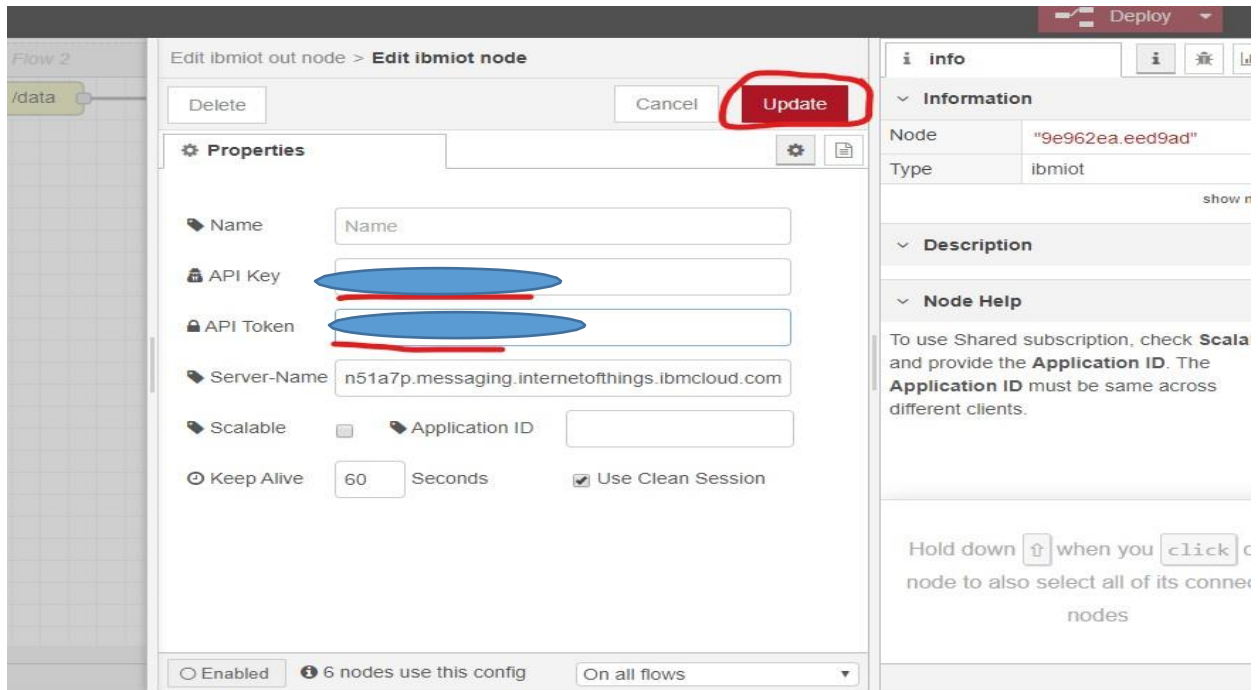 Deploy
Flow 2
/data
Edit ibmiot out node > Edit ibmiot node
Delete
Cancel
Update
Properties
Name
Name
API Key
API Token
Server-Name
n51a7p.messaging.internetofthings.ibmcloud.com
Scalable
Application ID
Keep Alive
60
Seconds
Use Clean Session
Enabled
6 nodes use this config
On all flows
i info
i
Information
Node
"9e962ea.eed9ad"
Type
ibmiot
show
Description
Node Help
To use Shared subscription, check
and provide the Application ID. The
Application ID must be same across
different clients.
Hold down ⇧ when you click
node to also select all of its
nodes